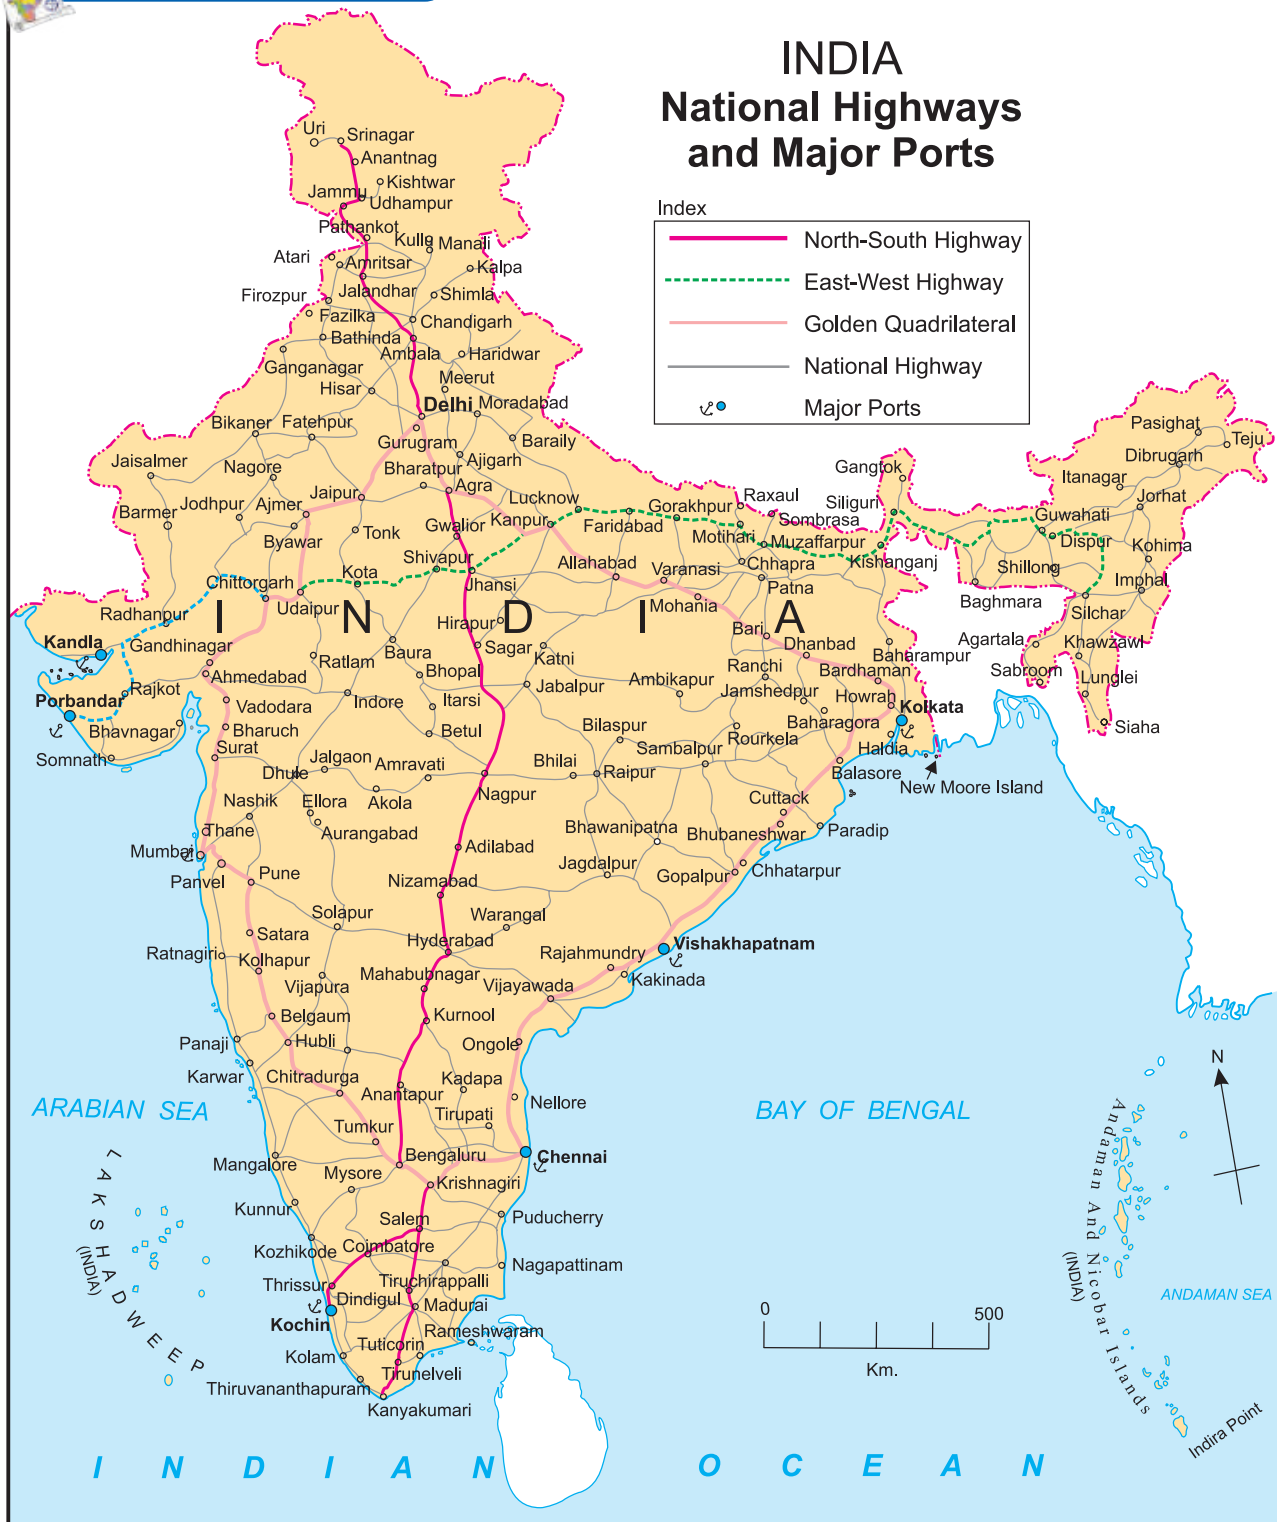 INDIA
National Highways
and Major Ports
Index
North-South Highway
East-West Highway
Golden Quadrilateral
National Highway
Major Ports
Uri
Srinagar
Anantnag
Kishtwar
Jammu
Udhampur
Pathankot
Kullu
Manali
Atari
Amritsar
Kalpa
Jalandhar
Firozpur
Shimla
Fazilka
Chandigarh
Bathinda
Ambala
Haridwar
Ganganagar
Hisar
Meerut
Delhi
Moradabad
Bikaner
Fatehpur
Gurugram
Baraily
Jaisalmer
Nagore
Bharatpur
Ajigarh
Jodhpur
Ajmer
Jaipur
Agra
Lucknow
Gorakhpur
Raxaul
Gangtok
Siliguri
Pasighat
Teju
Dibrugarh
Itanagar
Jorhat
Barmer
Byawar
Tonk
Gwalior
Kanpur
Faridabad
Sombrasa
Motihari
Muzaffarpur
Guwahati
Dispur
Kohima
Shivapur
Allahabad
Varanasi
Chhapra
Kishanganj
Shillong
Imphal
Chittorgarh
Kota
Jhansi
Patna
Baghmara
Silchar
Radhanpur
Udaipur
Mohania
I N D I A
Kandla
Gandhinagar
Hirapur
Bari
Dhanbad
Agartala
Khawzawl
Ratlam
Baura
Sagar
Katni
Baharampur
Sabroom
Lunglei
Ahmedabad
Bhopal
Ranchi
Bardhaman
Porbandar
Rajkot
Vadodara
Indore
Itarsi
Jabalpur
Ambikapur
Jamshedpur
Howrah
Kolkata
Siaha
Bhavnagar
Bharuch
Betul
Bilaspur
Baharagora
Rourkela
Haldia
Somnath
Surat
Jalgaon
Amravati
Bhilai
Sambalpur
Balasore
New Moore Island
Dhule
Raipur
Nashik
Ellora
Akola
Nagpur
Cuttack
Thane
Aurangabad
Bhawanipatna
Bhubaneshwar
Paradip
Mumbai
Adilabad
Jagdalpur
Gopalpur
Chhatarpur
Panvel
Pune
Nizamabad
Solapur
Warangal
Satara
Hyderabad
Rajahmundry
Vishakhapatnam
Ratnagiri
Kolhapur
Mahabubnagar
Vijayawada
Kakinada
Vijapura
Belgaum
Kurnool
Panaji
Hubli
Ongole
Karwar
Chitradurga
Anantapur
Kadapa
Nellore
ARABIAN SEA
BAY OF BENGAL
Tumkur
Tirupati
Mangalore
Bengaluru
Chennai
Mysore
Krishnagiri
Kunnur
Salem
Puducherry
Kozhikode
Coimbatore
Nagapattinam
Thrissur
Tiruchirappalli
Dindigul
Madurai
Kochin
Rameshwaram
Tuticorin
Kolam
Tirunelveli
Thiruvananthapuram
Kanyakumari
LAKSHADWEEP
(INDIA)
N
Andaman And Nicobar Islands
(INDIA)
ANDAMAN SEA
Indira Point
0 500
Km.
INDIAN OCEAN